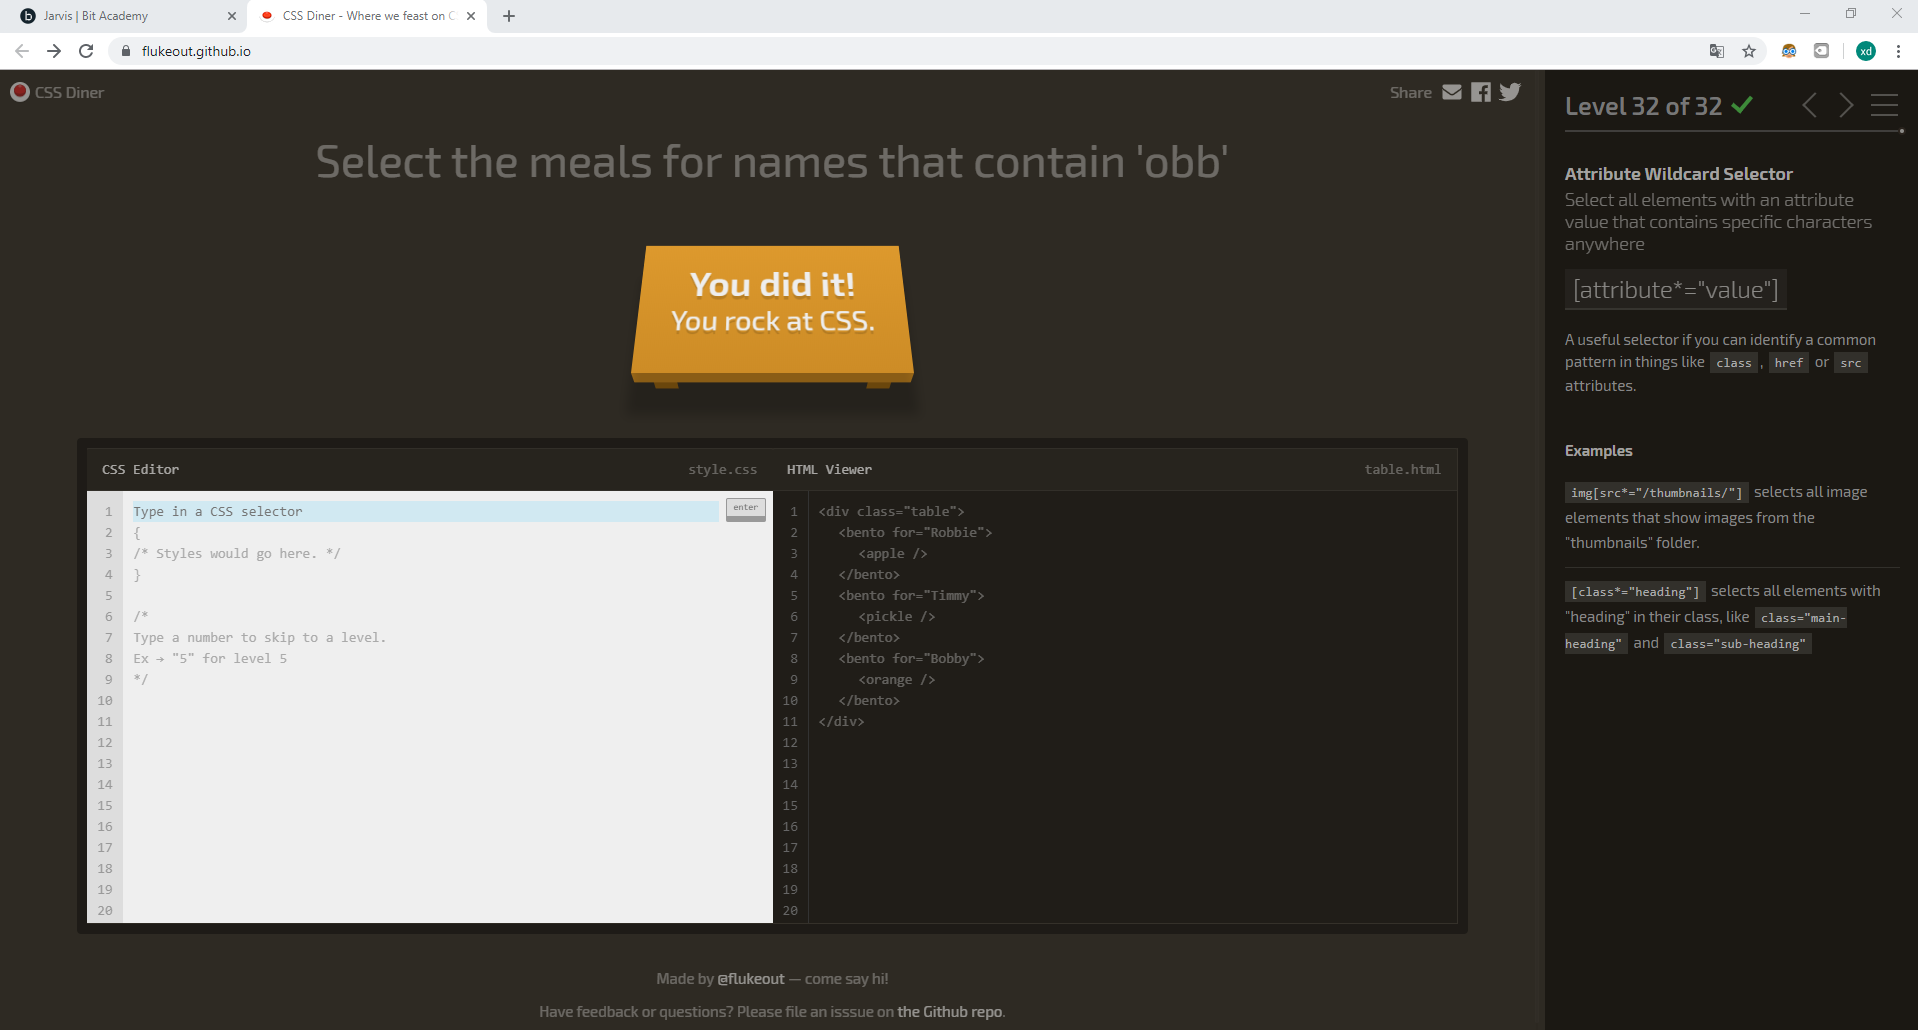 Jarvis | Bit Academy
CSS Diner - Where we feast on C
flukeout.github.io
xd
CSS Diner
Share
Select the meals for names that contain 'obb'
You did it!
You rock at CSS.
CSS Editor style.css
1 Type in a CSS selector enter
2 {
3 /* Styles would go here. */
4 }
5
6 /*
7 Type a number to skip to a level.
8 Ex → "5" for level 5
9 */
10
11
12
13
14
15
16
17
18
19
20
HTML Viewer table.html
1 <div class="table">
2 <bento for="Robbie">
3 <apple />
4 </bento>
5 <bento for="Timmy">
6 <pickle />
7 </bento>
8 <bento for="Bobby">
9 <orange />
10 </bento>
11 </div>
12
13
14
15
16
17
18
19
20
Made by @flukeout — come say hi!
Have feedback or questions? Please file an isssue on the Github repo.
Level 32 of 32
Attribute Wildcard Selector
Select all elements with an attribute
value that contains specific characters
anywhere
[attribute*="value"]
A useful selector if you can identify a common
pattern in things like class , href or src
attributes.
Examples
img[src*="/thumbnails/"] selects all image
elements that show images from the
"thumbnails" folder.
[class*="heading"] selects all elements with
"heading" in their class, like class="main-
heading" and class="sub-heading"